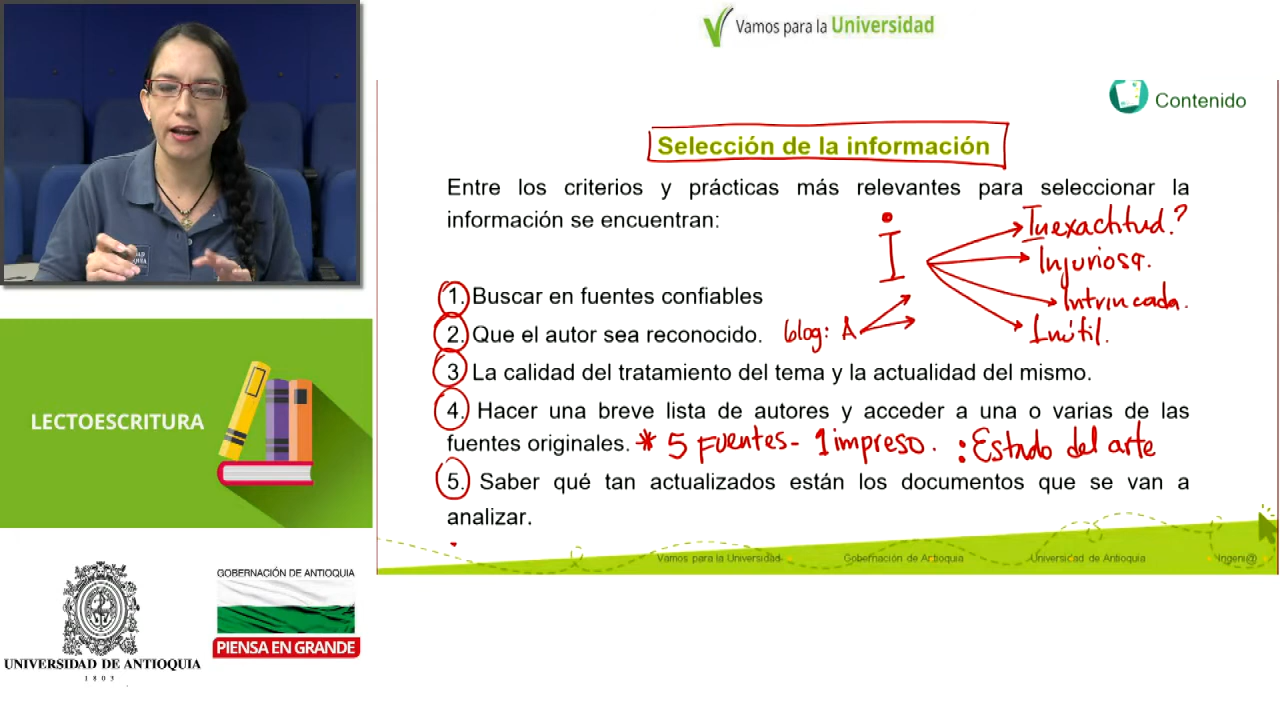 Vamos para la Universidad
Contenido
Selección de la información
Entre los criterios y prácticas más relevantes para seleccionar la
información se encuentran:
I
Inexactitud.?
Injuriosa.
Intrincada.
Inútil.
1. Buscar en fuentes confiables
2. Que el autor sea reconocido. blog: A
3. La calidad del tratamiento del tema y la actualidad del mismo.
4. Hacer una breve lista de autores y acceder a una o varias de las
fuentes originales. * 5 Fuentes- 1 impreso. : Estado del arte
5. Saber qué tan actualizados están los documentos que se van a
analizar.
Vamos para la Universidad Gobernación de Antioquia Universidad de Antioquia Ingeni@
LECTOESCRITURA
UNIVERSIDAD DE ANTIOQUIA
1803
GOBERNACIÓN DE ANTIOQUIA
PIENSA EN GRANDE